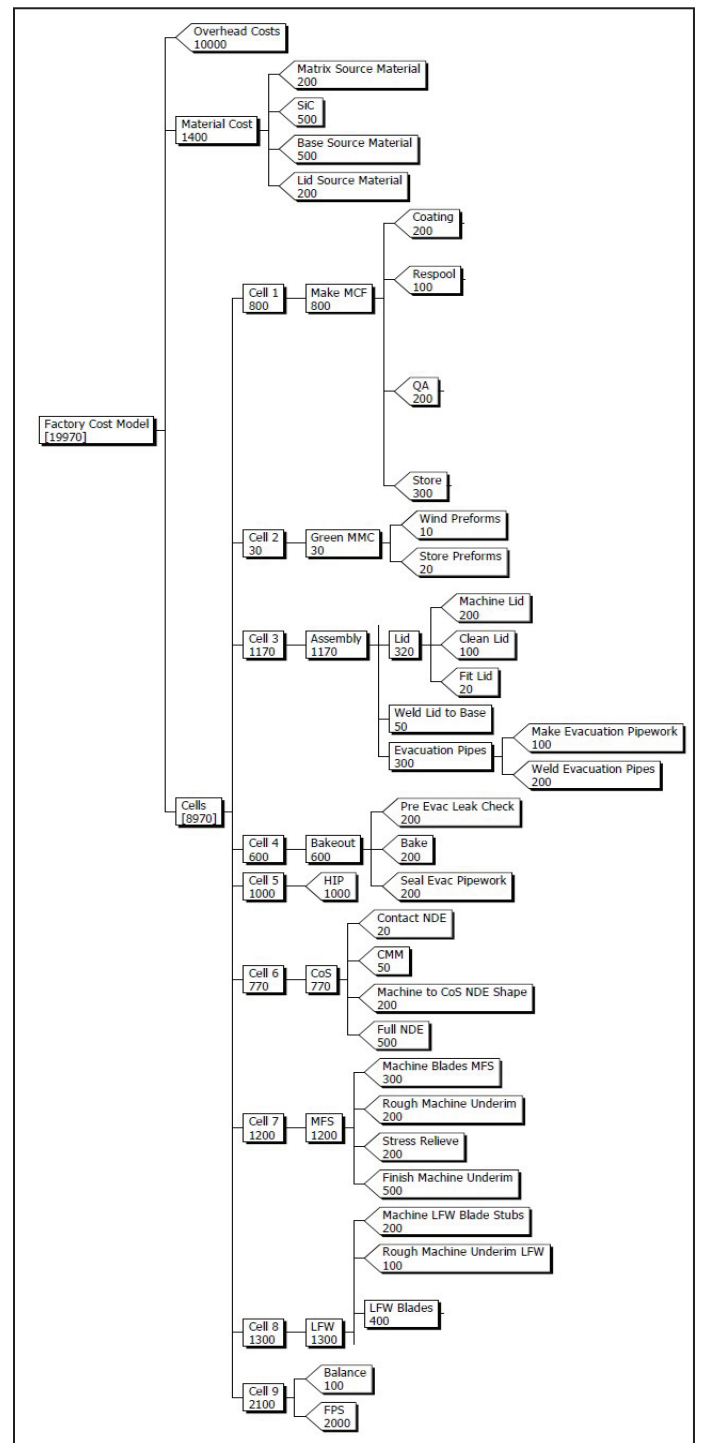 Overhead Costs
10000
Matrix Source Material
200
SiC
500
Material Cost
1400
Base Source Material
500
Lid Source Material
200
Coating
200
Respool
100
Cell 1
800
Make MCF
800
QA
200
Factory Cost Model
[19970]
Store
300
Wind Preforms
10
Cell 2
30
Green MMC
30
Store Preforms
20
Machine Lid
200
Cell 3
1170
Assembly
1170
Lid
320
Clean Lid
100
Fit Lid
20
Weld Lid to Base
50
Make Evacuation Pipework
100
Evacuation Pipes
300
Weld Evacuation Pipes
200
Cells
[8970]
Pre Evac Leak Check
200
Cell 4
600
Bakeout
600
Bake
200
Seal Evac Pipework
200
Cell 5
1000
HIP
1000
Contact NDE
20
CMM
50
Cell 6
770
CoS
770
Machine to CoS NDE Shape
200
Full NDE
500
Machine Blades MFS
300
Rough Machine Underim
200
Cell 7
1200
MFS
1200
Stress Relieve
200
Finish Machine Underim
500
Machine LFW Blade Stubs
200
Rough Machine Underim LFW
100
LFW Blades
400
Cell 8
1300
LFW
1300
Balance
100
Cell 9
2100
FPS
2000